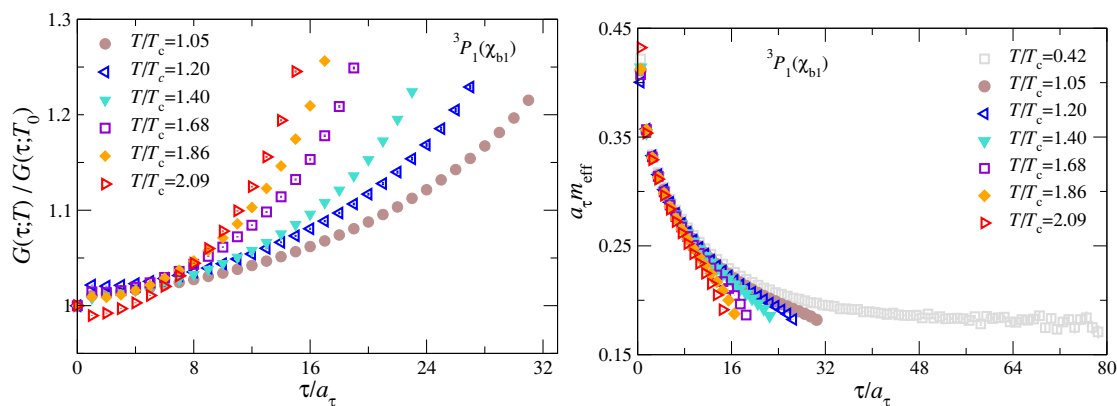 1.3
1.2
1.1
1
G(τ;T) / G(τ;T₀)
T/Tc=1.05
T/Tc=1.20
T/Tc=1.40
T/Tc=1.68
T/Tc=1.86
T/Tc=2.09
³P₁(χb1)
0 8 16 24 32
τ/aτ
0.45
0.35
0.25
0.15
aτ meff
³P₁(χb1)
T/Tc=0.42
T/Tc=1.05
T/Tc=1.20
T/Tc=1.40
T/Tc=1.68
T/Tc=1.86
T/Tc=2.09
0 16 32 48 64 80
τ/aτ